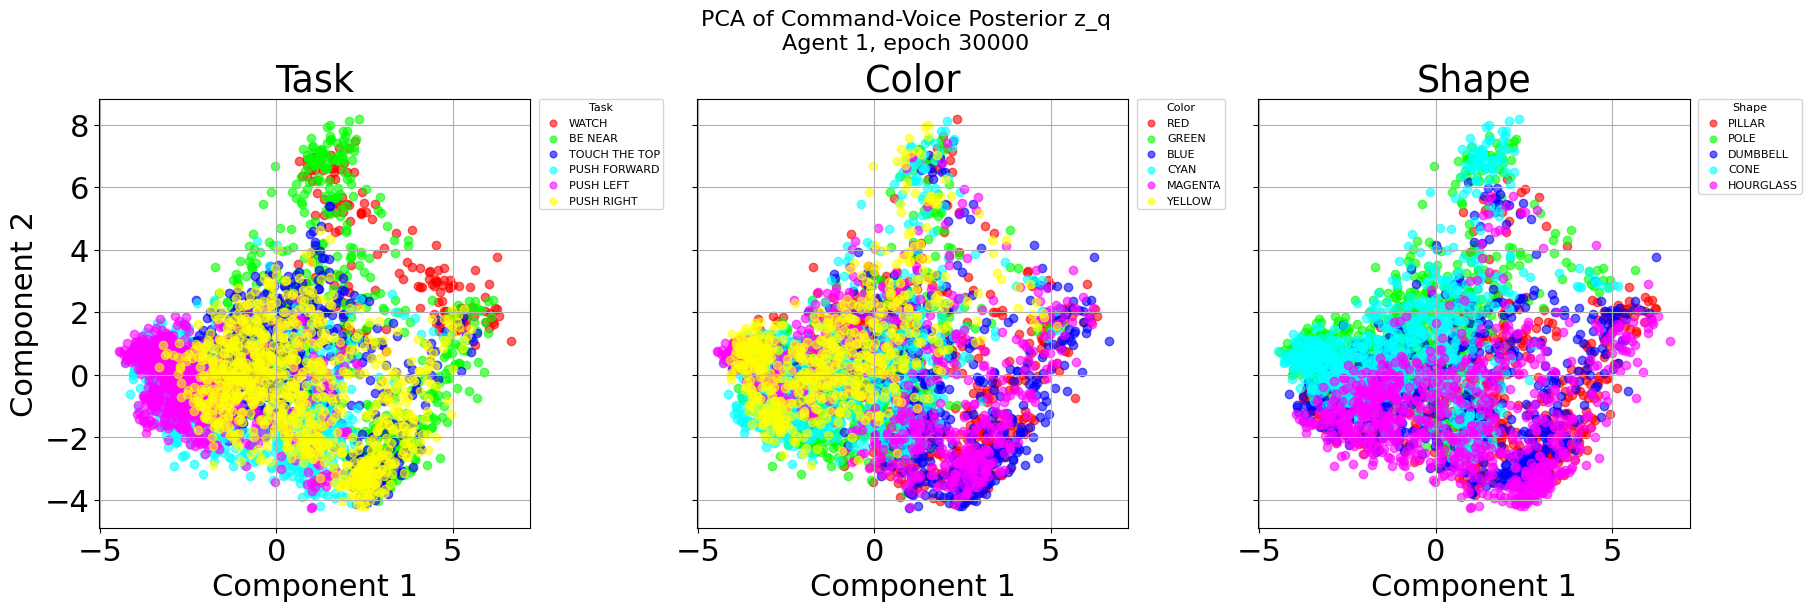 PCA of Command-Voice Posterior z_q
Agent 1, epoch 30000
Task
Component 2
8
6
4
2
0
−2
−4
−5
0
5
Component 1
Task
WATCH
BE NEAR
TOUCH THE TOP
PUSH FORWARD
PUSH LEFT
PUSH RIGHT
Color
−5
0
5
Component 1
Color
RED
GREEN
BLUE
CYAN
MAGENTA
YELLOW
Shape
−5
0
5
Component 1
Shape
PILLAR
POLE
DUMBBELL
CONE
HOURGLASS